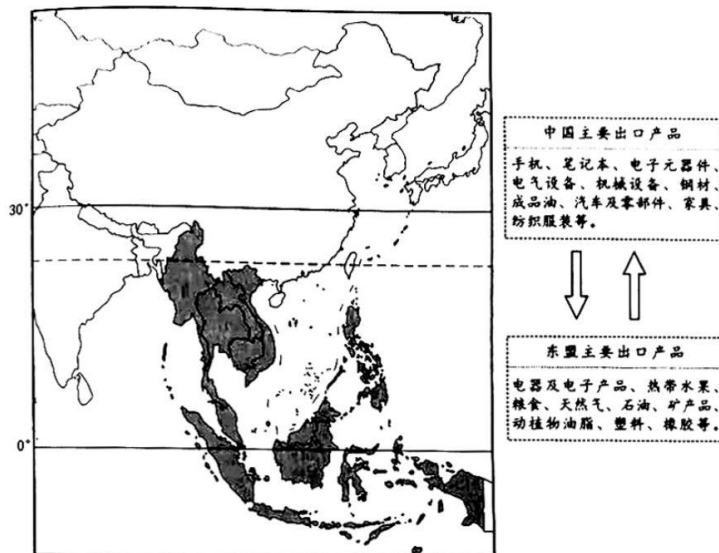 30°
0°
中国主要出口产品
手机、笔记本、电子元器件、
电气设备、机械设备、钢材、
成品油、汽车及零部件、家具、
纺织服装等。
东盟主要出口产品
电器及电子产品、热带水果、
粮食、天然气、石油、矿产品、
动植物油脂、塑料、橡胶等。